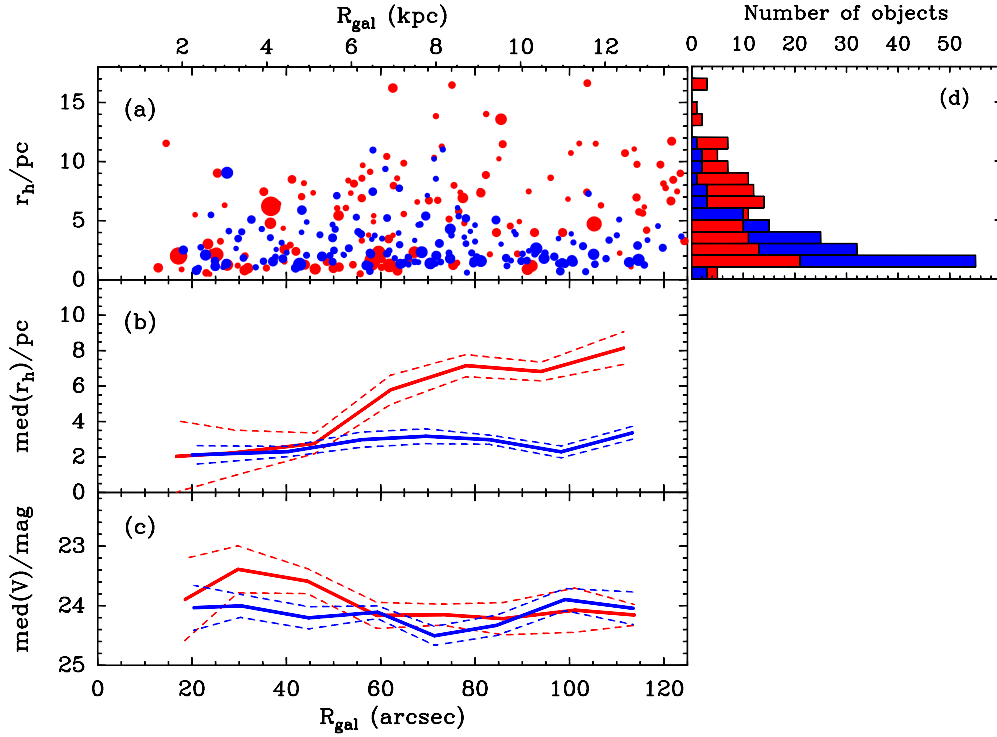 R_gal (kpc)
Number of objects
2 4 6 8 10 12
0 10 20 30 40 50
(a)
(d)
15
10
5
0
r_h/pc
(b)
10
8
6
4
2
0
med(r_h)/pc
(c)
23
24
25
med(V)/mag
0 20 40 60 80 100 120
R_gal (arcsec)